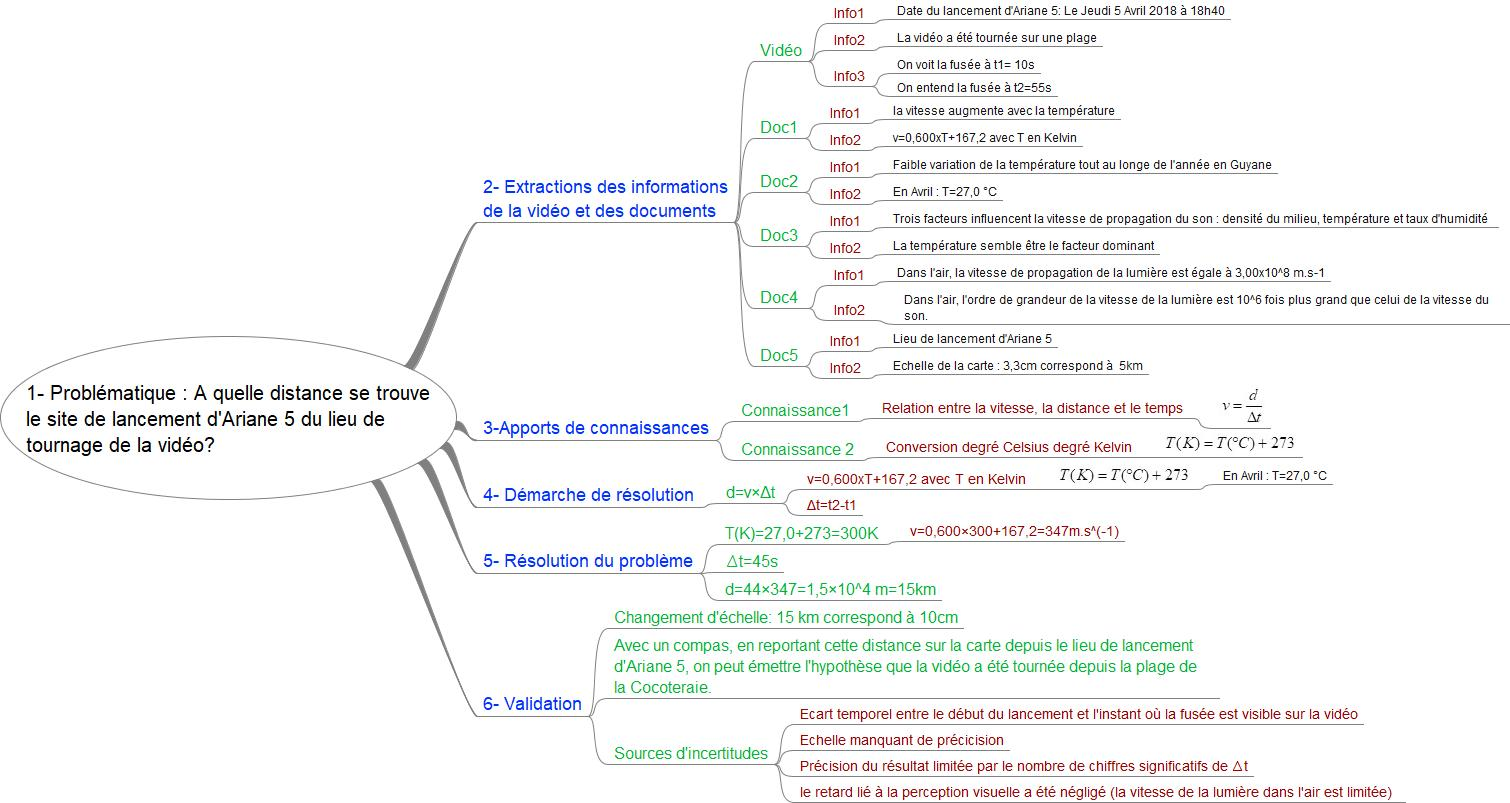 1- Problématique : A quelle distance se trouve
le site de lancement d'Ariane 5 du lieu de
tournage de la vidéo?
2- Extractions des informations
de la vidéo et des documents
Vidéo
Info1
Date du lancement d'Ariane 5: Le Jeudi 5 Avril 2018 à 18h40
Info2
La vidéo a été tournée sur une plage
Info3
On voit la fusée à t1= 10s
On entend la fusée à t2=55s
Doc1
Info1
la vitesse augmente avec la température
Info2
v=0,600xT+167,2 avec T en Kelvin
Doc2
Info1
Faible variation de la température tout au longe de l'année en Guyane
Info2
En Avril : T=27,0 °C
Doc3
Info1
Trois facteurs influencent la vitesse de propagation du son : densité du milieu, température et taux d'humidité
Info2
La température semble être le facteur dominant
Doc4
Info1
Dans l'air, la vitesse de propagation de la lumière est égale à 3,00x10^8 m.s-1
Info2
Dans l'air, l'ordre de grandeur de la vitesse de la lumière est 10^6 fois plus grand que celui de la vitesse du
son.
Doc5
Info1
Lieu de lancement d'Ariane 5
Info2
Echelle de la carte : 3,3cm correspond à 5km
3-Apports de connaissances
Connaissance1
Relation entre la vitesse, la distance et le temps
v = d/Δt
Connaissance 2
Conversion degré Celsius degré Kelvin
T(K) = T(°C) + 273
4- Démarche de résolution
d=v×Δt
v=0,600xT+167,2 avec T en Kelvin
T(K) = T(°C) + 273
En Avril : T=27,0 °C
Δt=t2-t1
5- Résolution du problème
T(K)=27,0+273=300K
v=0,600×300+167,2=347m.s^(-1)
Δt=45s
d=44×347=1,5×10^4 m=15km
6- Validation
Changement d'échelle: 15 km correspond à 10cm
Avec un compas, en reportant cette distance sur la carte depuis le lieu de lancement
d'Ariane 5, on peut émettre l'hypothèse que la vidéo a été tournée depuis la plage de
la Cocoteraie.
Sources d'incertitudes
Ecart temporel entre le début du lancement et l'instant où la fusée est visible sur la vidéo
Echelle manquant de précicision
Précision du résultat limitée par le nombre de chiffres significatifs de Δt
le retard lié à la perception visuelle a été négligé (la vitesse de la lumière dans l'air est limitée)